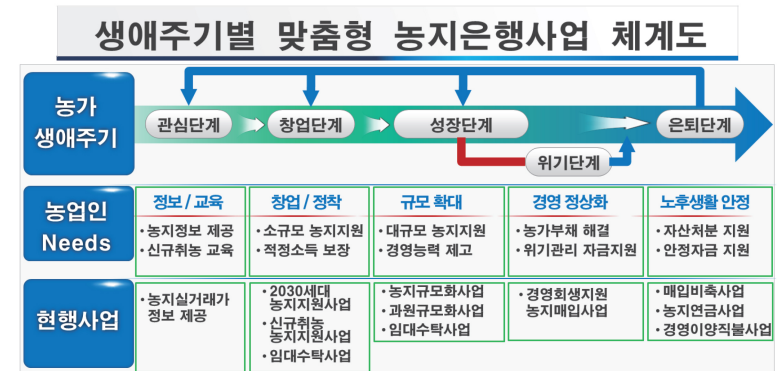 생애주기별 맞춤형 농지은행사업 체계도
농가
생애주기
관심단계
창업단계
성장단계
은퇴단계
위기단계
농업인
Needs
정보 / 교육
· 농지정보 제공
· 신규취농 교육
창업 / 정착
· 소규모 농지지원
· 적정소득 보장
규모 확대
· 대규모 농지지원
· 경영능력 제고
경영 정상화
· 농가부채 해결
· 위기관리 자금지원
노후생활 안정
· 자산처분 지원
· 안정자금 지원
현행사업
· 농지실거래가
정보 제공
· 2030세대
농지지원사업
· 신규취농
농지지원사업
· 임대수탁사업
· 농지규모화사업
· 과원규모화사업
· 임대수탁사업
· 경영회생지원
농지매입사업
· 매입비축사업
· 농지연금사업
· 경영이양직불사업